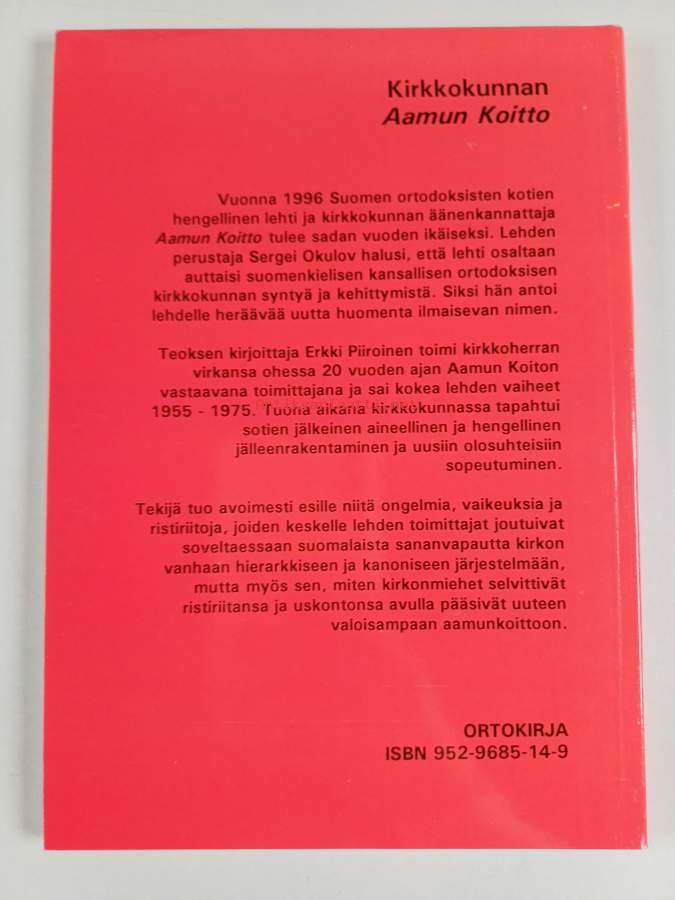 Kirkkokunnan
Aamun Koitto
Vuonna 1996 Suomen ortodoksisten kotien
hengellinen lehti ja kirkkokunnan äänenkannattaja
Aamun Koitto tulee sadan vuoden ikäiseksi. Lehden
perustaja Sergei Okulov halusi, että lehti osaltaan
auttaisi suomenkielisen kansallisen ortodoksisen
kirkkokunnan syntyä ja kehittymistä. Siksi hän antoi
lehdelle heräävää uutta huomenta ilmaisevan nimen.
Teoksen kirjoittaja Erkki Piiroinen toimi kirkkoherran
virkansa ohessa 20 vuoden ajan Aamun Koiton
vastaavana toimittajana ja sai kokea lehden vaiheet
1955 - 1975. Tuona aikana kirkkokunnassa tapahtui
sotien jälkeinen aineellinen ja hengellinen
jälleenrakentaminen ja uusiin olosuhteisiin
sopeutuminen.
Tekijä tuo avoimesti esille niitä ongelmia, vaikeuksia ja
ristiriitoja, joiden keskelle lehden toimittajat joutuivat
soveltaessaan suomalaista sananvapautta kirkon
vanhaan hierarkkiseen ja kanoniseen järjestelmään,
mutta myös sen, miten kirkonmiehet selvittivät
ristiriitansa ja uskontonsa avulla pääsivät uuteen
valoisampaan aamunkoittoon.
ORTOKIRJA
ISBN 952-9685-14-9